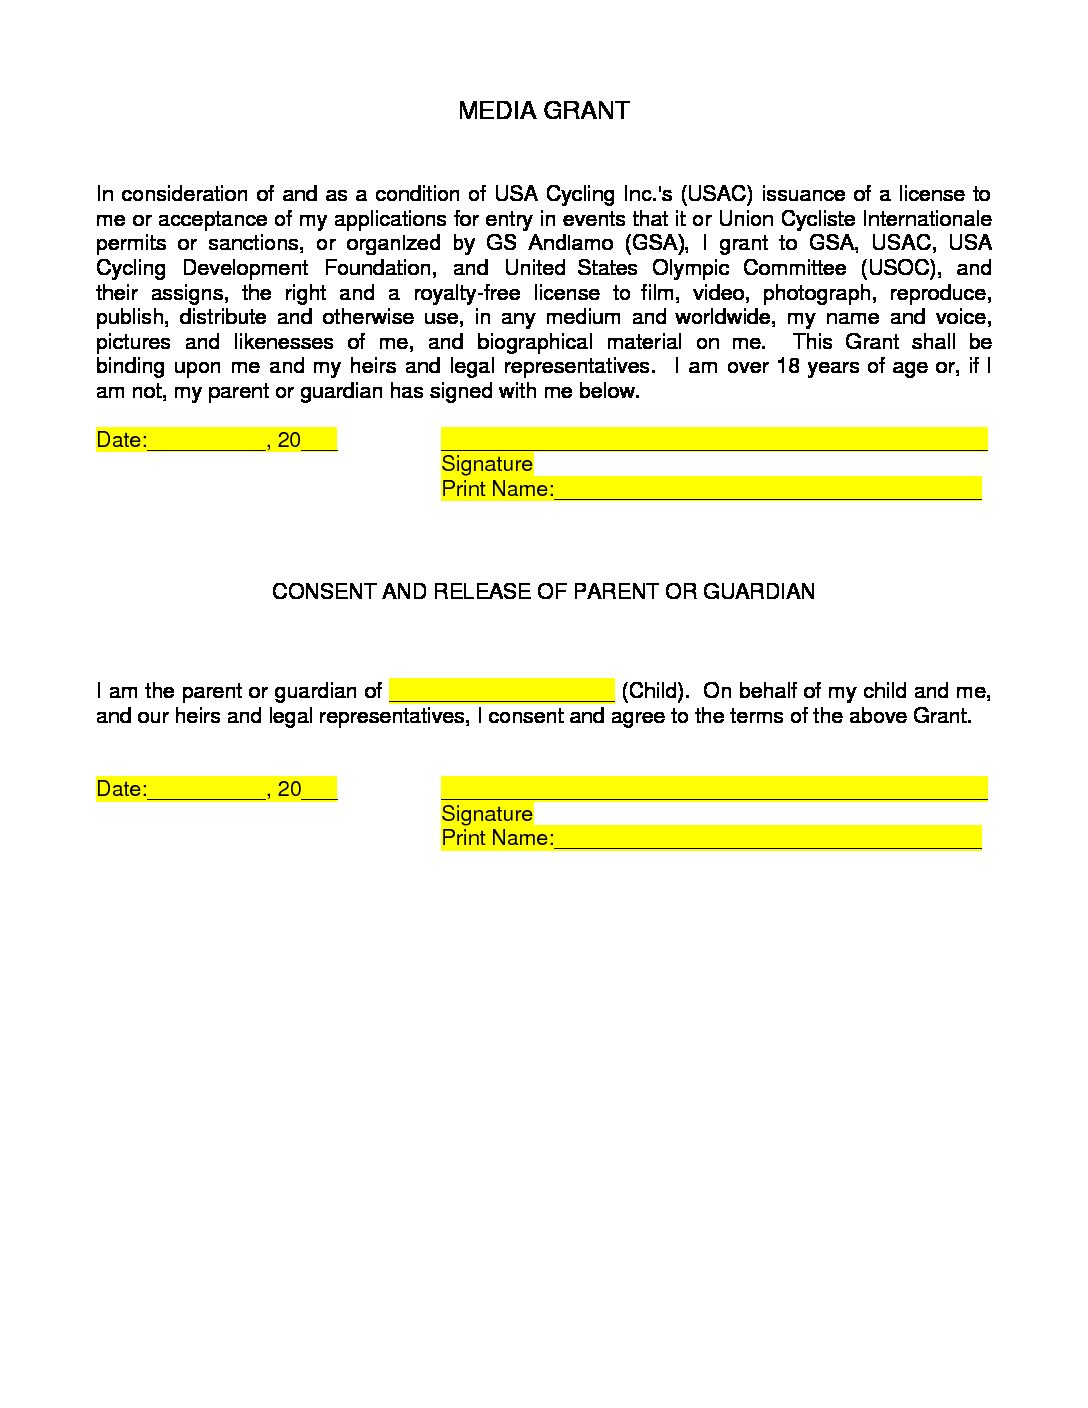 MEDIA GRANT
In consideration of and as a condition of USA Cycling Inc.'s (USAC) issuance of a license to
me or acceptance of my applications for entry in events that it or Union Cycliste Internationale
permits or sanctions, or organIzed by GS AndIamo (GSA), I grant to GSA, USAC, USA
Cycling Development Foundation, and United States Olympic Committee (USOC), and
their assigns, the right and a royalty-free license to film, video, photograph, reproduce,
publish, distribute and otherwise use, in any medium and worldwide, my name and voice,
pictures and likenesses of me, and biographical material on me.  This Grant shall be
binding upon me and my heirs and legal representatives.  I am over 18 years of age or, if I
am not, my parent or guardian has signed with me below.
Date:__________, 20___ ______________________________________________
Signature
Print Name:____________________________________
CONSENT AND RELEASE OF PARENT OR GUARDIAN
I am the parent or guardian of ___________________ (Child).  On behalf of my child and me,
and our heirs and legal representatives, I consent and agree to the terms of the above Grant.
Date:__________, 20___ ______________________________________________
Signature
Print Name:____________________________________